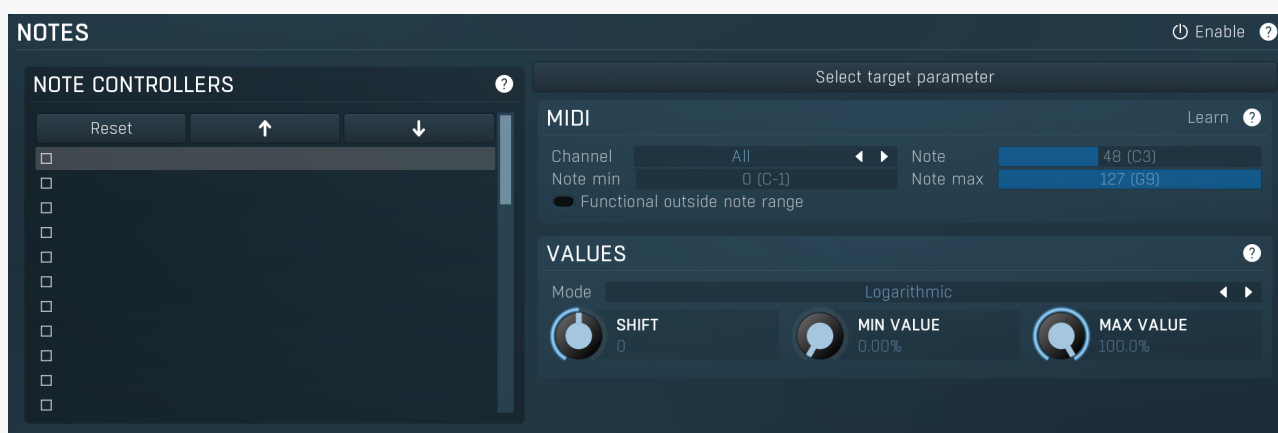 NOTES
Enable ?
NOTE CONTROLLERS ?
Reset
Select target parameter
MIDI
Learn ?
Channel All Note 48 (C3)
Note min 0 (C-1) Note max 127 (G9)
Functional outside note range
VALUES ?
Mode Logarithmic
SHIFT
0
MIN VALUE
0.00%
MAX VALUE
100.0%